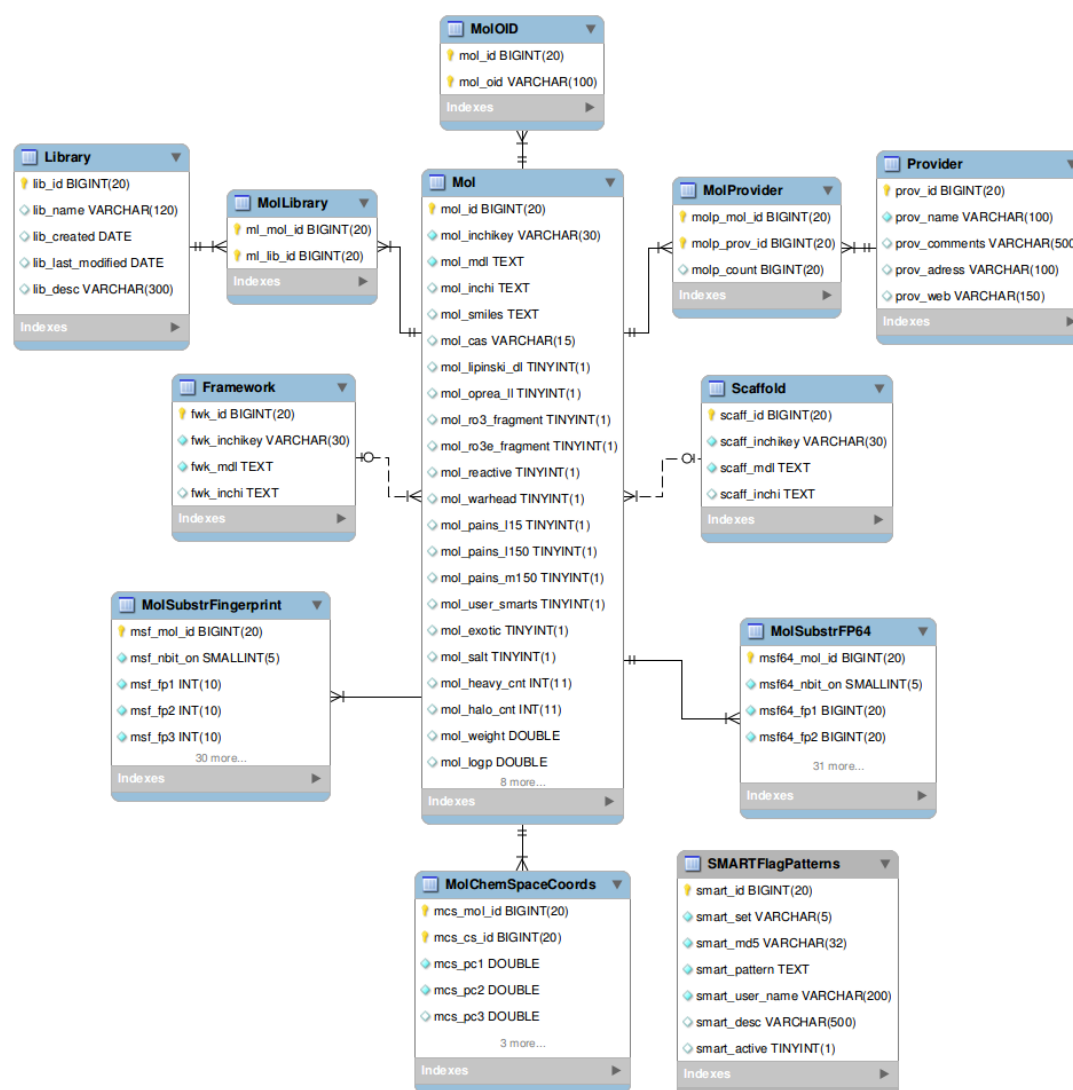 MolOID
mol_id BIGINT(20)
mol_oid VARCHAR(100)
Indexes
Library
lib_id BIGINT(20)
lib_name VARCHAR(120)
lib_created DATE
lib_last_modified DATE
lib_desc VARCHAR(300)
Indexes
MolLibrary
ml_mol_id BIGINT(20)
ml_lib_id BIGINT(20)
Indexes
Mol
mol_id BIGINT(20)
mol_inchikey VARCHAR(30)
mol_mdl TEXT
mol_inchi TEXT
mol_smiles TEXT
mol_cas VARCHAR(15)
mol_lipinski_dl TINYINT(1)
mol_oprea_ll TINYINT(1)
mol_ro3_fragment TINYINT(1)
mol_ro3e_fragment TINYINT(1)
mol_reactive TINYINT(1)
mol_warhead TINYINT(1)
mol_pains_l15 TINYINT(1)
mol_pains_l150 TINYINT(1)
mol_pains_m150 TINYINT(1)
mol_user_smarts TINYINT(1)
mol_exotic TINYINT(1)
mol_salt TINYINT(1)
mol_heavy_cnt INT(11)
mol_halo_cnt INT(11)
mol_weight DOUBLE
mol_logp DOUBLE
8 more...
Indexes
MolProvider
molp_mol_id BIGINT(20)
molp_prov_id BIGINT(20)
molp_count BIGINT(20)
Indexes
Provider
prov_id BIGINT(20)
prov_name VARCHAR(100)
prov_comments VARCHAR(500
prov_adress VARCHAR(100)
prov_web VARCHAR(150)
Indexes
Framework
fwk_id BIGINT(20)
fwk_inchikey VARCHAR(30)
fwk_mdl TEXT
fwk_inchi TEXT
Indexes
Scaffold
scaff_id BIGINT(20)
scaff_inchikey VARCHAR(30)
scaff_mdl TEXT
scaff_inchi TEXT
Indexes
MolSubstrFingerprint
msf_mol_id BIGINT(20)
msf_nbit_on SMALLINT(5)
msf_fp1 INT(10)
msf_fp2 INT(10)
msf_fp3 INT(10)
30 more...
Indexes
MolSubstrFP64
msf64_mol_id BIGINT(20)
msf64_nbit_on SMALLINT(5)
msf64_fp1 BIGINT(20)
msf64_fp2 BIGINT(20)
31 more...
Indexes
MolChemSpaceCoords
mcs_mol_id BIGINT(20)
mcs_cs_id BIGINT(20)
mcs_pc1 DOUBLE
mcs_pc2 DOUBLE
mcs_pc3 DOUBLE
3 more...
Indexes
SMARTFlagPatterns
smart_id BIGINT(20)
smart_set VARCHAR(5)
smart_md5 VARCHAR(32)
smart_pattern TEXT
smart_user_name VARCHAR(200)
smart_desc VARCHAR(500)
smart_active TINYINT(1)
Indexes